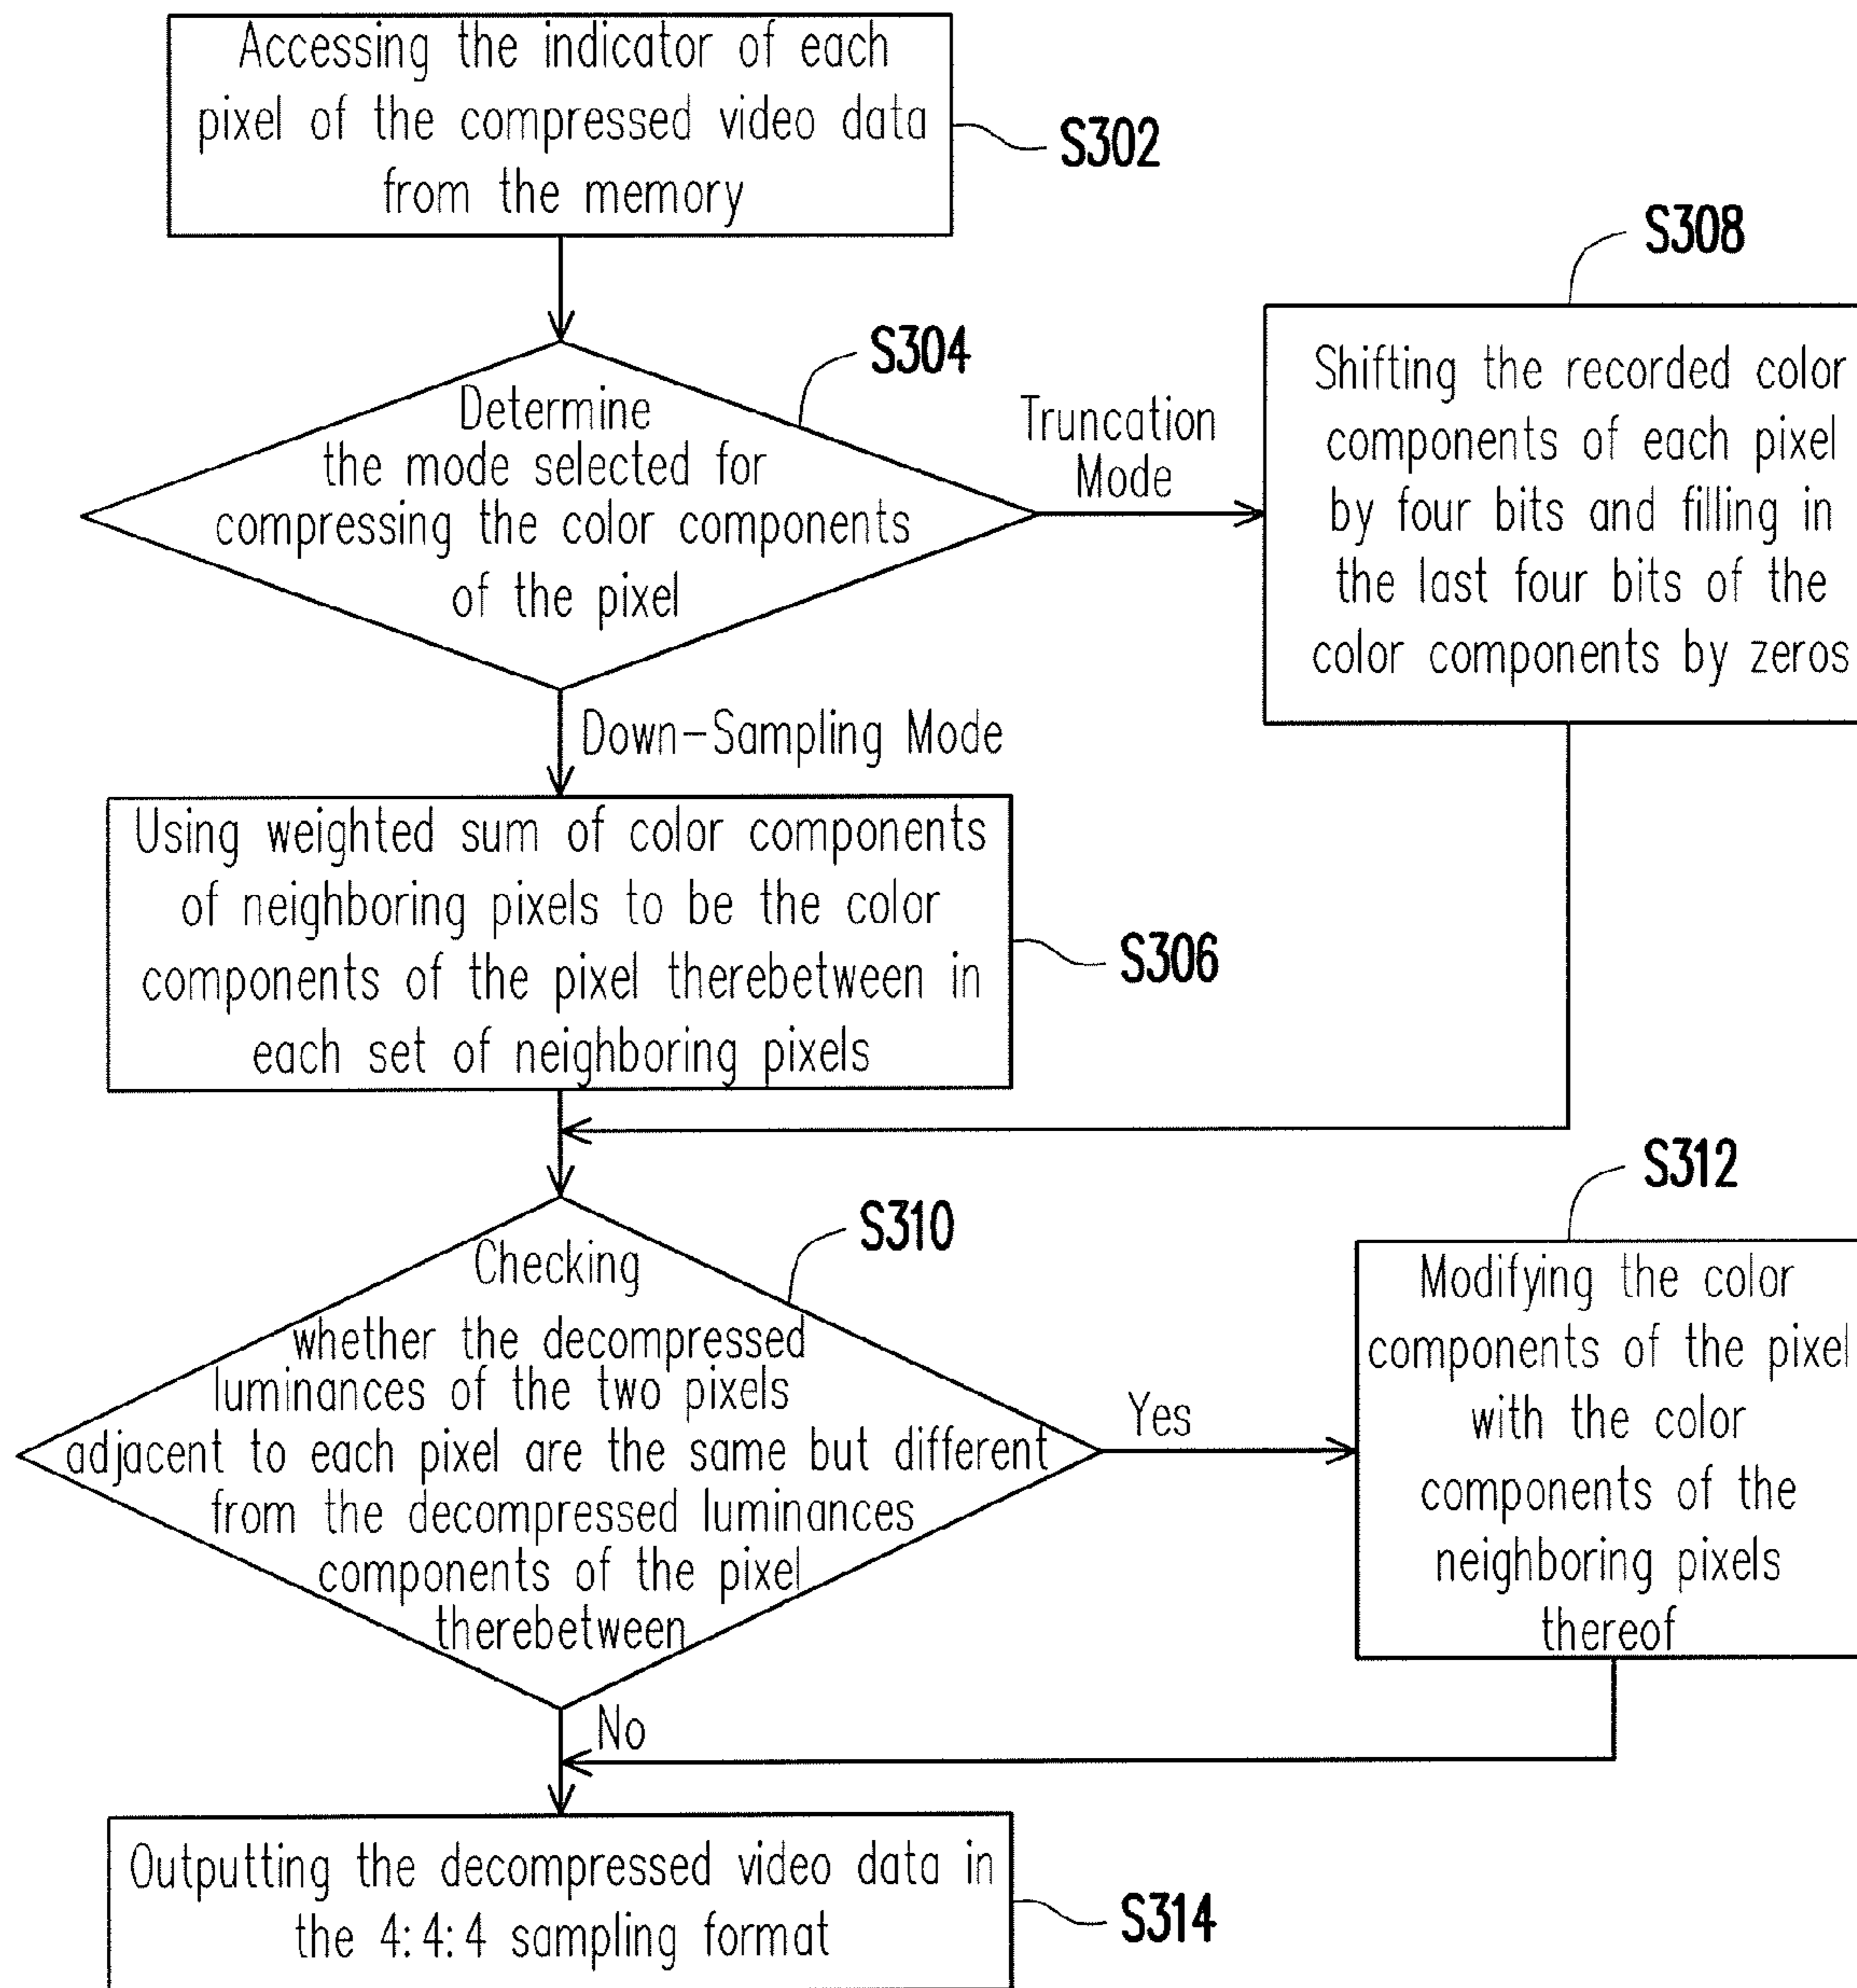 Accessing the indicator of each
pixel of the compressed video data
from the memory
S302
S304
Determine
the mode selected for
compressing the color components
of the pixel
Truncation
Mode
S308
Shifting the recorded color
components of each pixel
by four bits and filling in
the last four bits of the
color components by zeros
Down-Sampling Mode
Using weighted sum of color components
of neighboring pixels to be the color
components of the pixel therebetween in
each set of neighboring pixels
S306
S310
Checking
whether the decompressed
luminances of the two pixels
adjacent to each pixel are the same but different
from the decompressed luminances
components of the pixel
therebetween
Yes
S312
Modifying the color
components of the pixel
with the color
components of the
neighboring pixels
thereof
No
Outputting the decompressed video data in
the 4:4:4 sampling format
S314